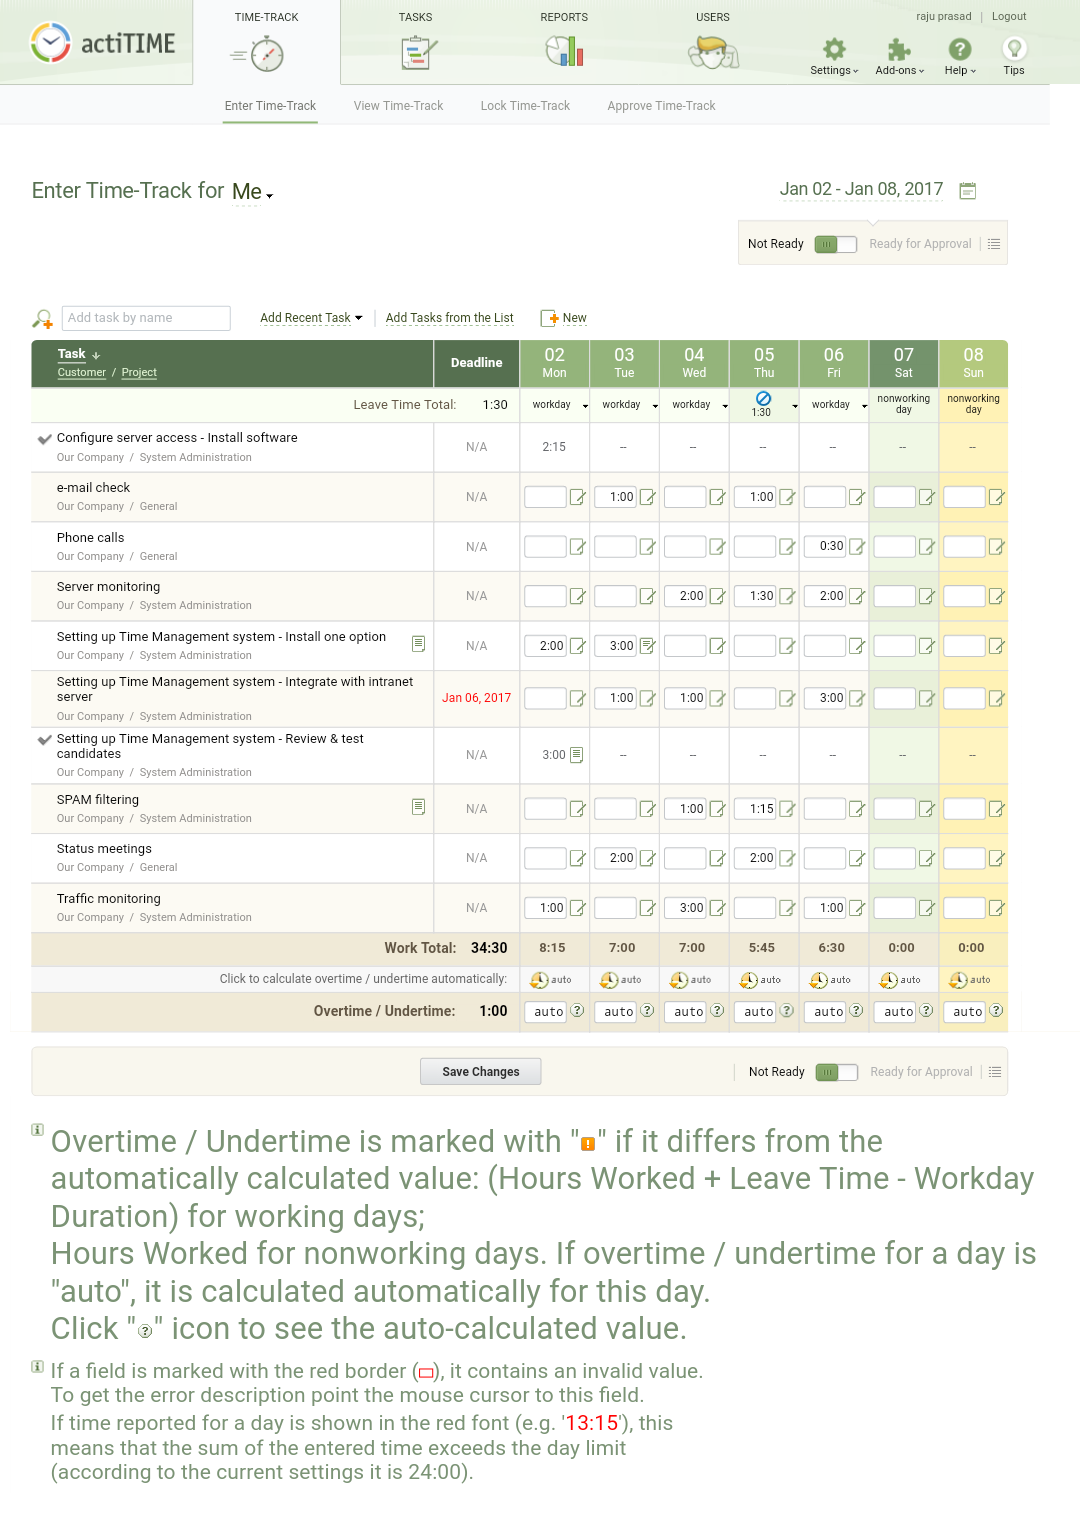 TIME-TRACK TASKS REPORTS USERS raju prasad | Logout
actiTIME
Settings Add-ons Help Tips
Enter Time-Track View Time-Track Lock Time-Track Approve Time-Track
Enter Time-Track for Me Jan 02 - Jan 08, 2017
Not Ready Ready for Approval
Add task by name Add Recent Task Add Tasks from the List New
Task Deadline 02 03 04 05 06 07 08
Customer / Project Mon Tue Wed Thu Fri Sat Sun
Leave Time Total: 1:30 workday workday workday 1:30 workday nonworking day nonworking day
Configure server access - Install software N/A 2:15 -- -- -- -- -- --
Our Company / System Administration
e-mail check N/A 1:00 1:00
Our Company / General
Phone calls N/A 0:30
Our Company / General
Server monitoring N/A 2:00 1:30 2:00
Our Company / System Administration
Setting up Time Management system - Install one option N/A 2:00 3:00
Our Company / System Administration
Setting up Time Management system - Integrate with intranet
server Jan 06, 2017 1:00 1:00 3:00
Our Company / System Administration
Setting up Time Management system - Review & test
candidates N/A 3:00 -- -- -- -- -- --
Our Company / System Administration
SPAM filtering N/A 1:00 1:15
Our Company / System Administration
Status meetings N/A 2:00 2:00
Our Company / General
Traffic monitoring N/A 1:00 3:00 1:00
Our Company / System Administration
Work Total: 34:30 8:15 7:00 7:00 5:45 6:30 0:00 0:00
Click to calculate overtime / undertime automatically: auto auto auto auto auto auto auto
Overtime / Undertime: 1:00 auto ? auto ? auto ? auto ? auto ? auto ? auto ?
Save Changes Not Ready Ready for Approval
Overtime / Undertime is marked with "!" if it differs from the
automatically calculated value: (Hours Worked + Leave Time - Workday
Duration) for working days;
Hours Worked for nonworking days. If overtime / undertime for a day is
"auto", it is calculated automatically for this day.
Click "?" icon to see the auto-calculated value.
If a field is marked with the red border (), it contains an invalid value.
To get the error description point the mouse cursor to this field.
If time reported for a day is shown in the red font (e.g. '13:15'), this
means that the sum of the entered time exceeds the day limit
(according to the current settings it is 24:00).